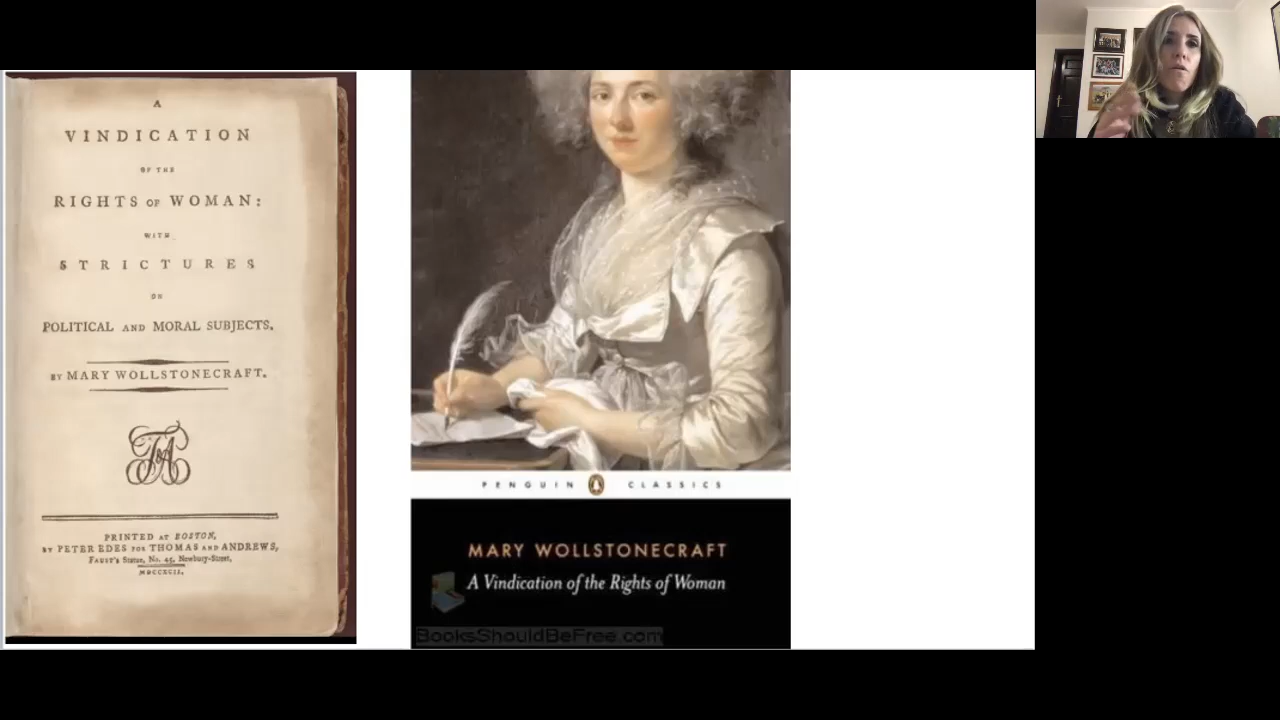 A
VINDICATION
OF THE
RIGHTS OF WOMAN:
WITH
STRICTURES
ON
POLITICAL AND MORAL SUBJECTS.
BY MARY WOLLSTONECRAFT.
PRINTED AT BOSTON,
BY PETER EDES FOR THOMAS AND ANDREWS,
FAUST'S Statue, No. 45, Newbury-Street,
MDCCXCII.
PENGUIN CLASSICS
MARY WOLLSTONECRAFT
A Vindication of the Rights of Woman
BooksShouldBeFree.com